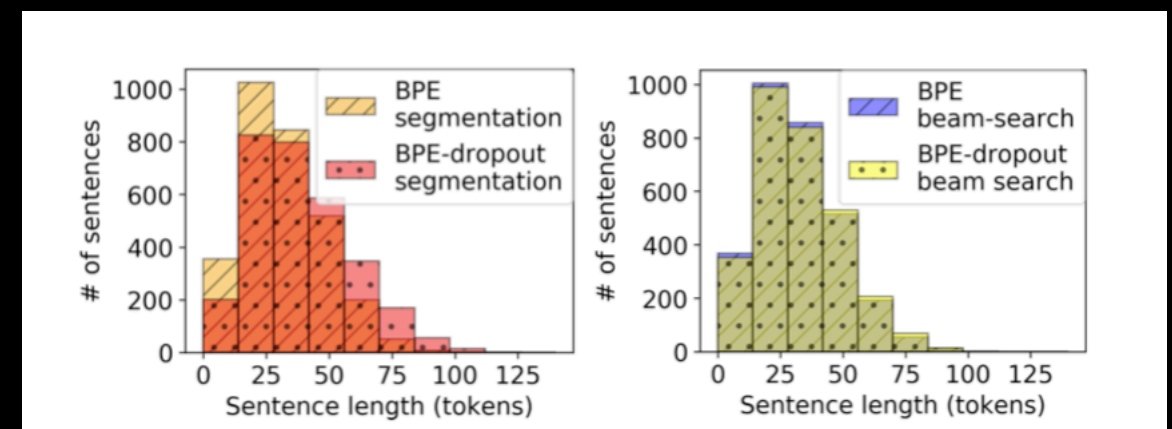 BPE
segmentation
BPE-dropout
segmentation
1000
800
600
400
200
0
# of sentences
0 25 50 75 100 125
Sentence length (tokens)
BPE
beam-search
BPE-dropout
beam search
1000
800
600
400
200
0
# of sentences
0 25 50 75 100 125
Sentence length (tokens)